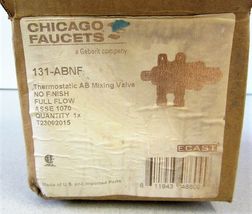 CHICAGO
FAUCETS
a Geberit company
131-ABNF
Thermostatic AB Mixing Valve
NO FINISH
FULL FLOW
ASSE 1070
QUANTITY 1x
T23062015
ECAST
Made in U.S. and Imported Parts